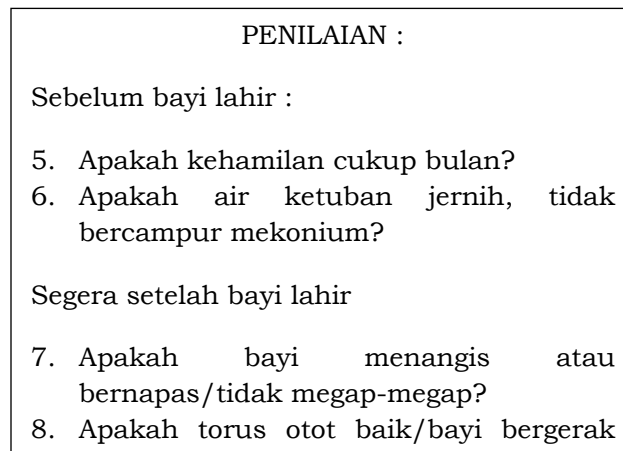 PENILAIAN :
Sebelum bayi lahir :
5. Apakah kehamilan cukup bulan?
6. Apakah air ketuban jernih, tidak
bercampur mekonium?
Segera setelah bayi lahir
7. Apakah bayi menangis atau
bernapas/tidak megap-megap?
8. Apakah torus otot baik/bayi bergerak